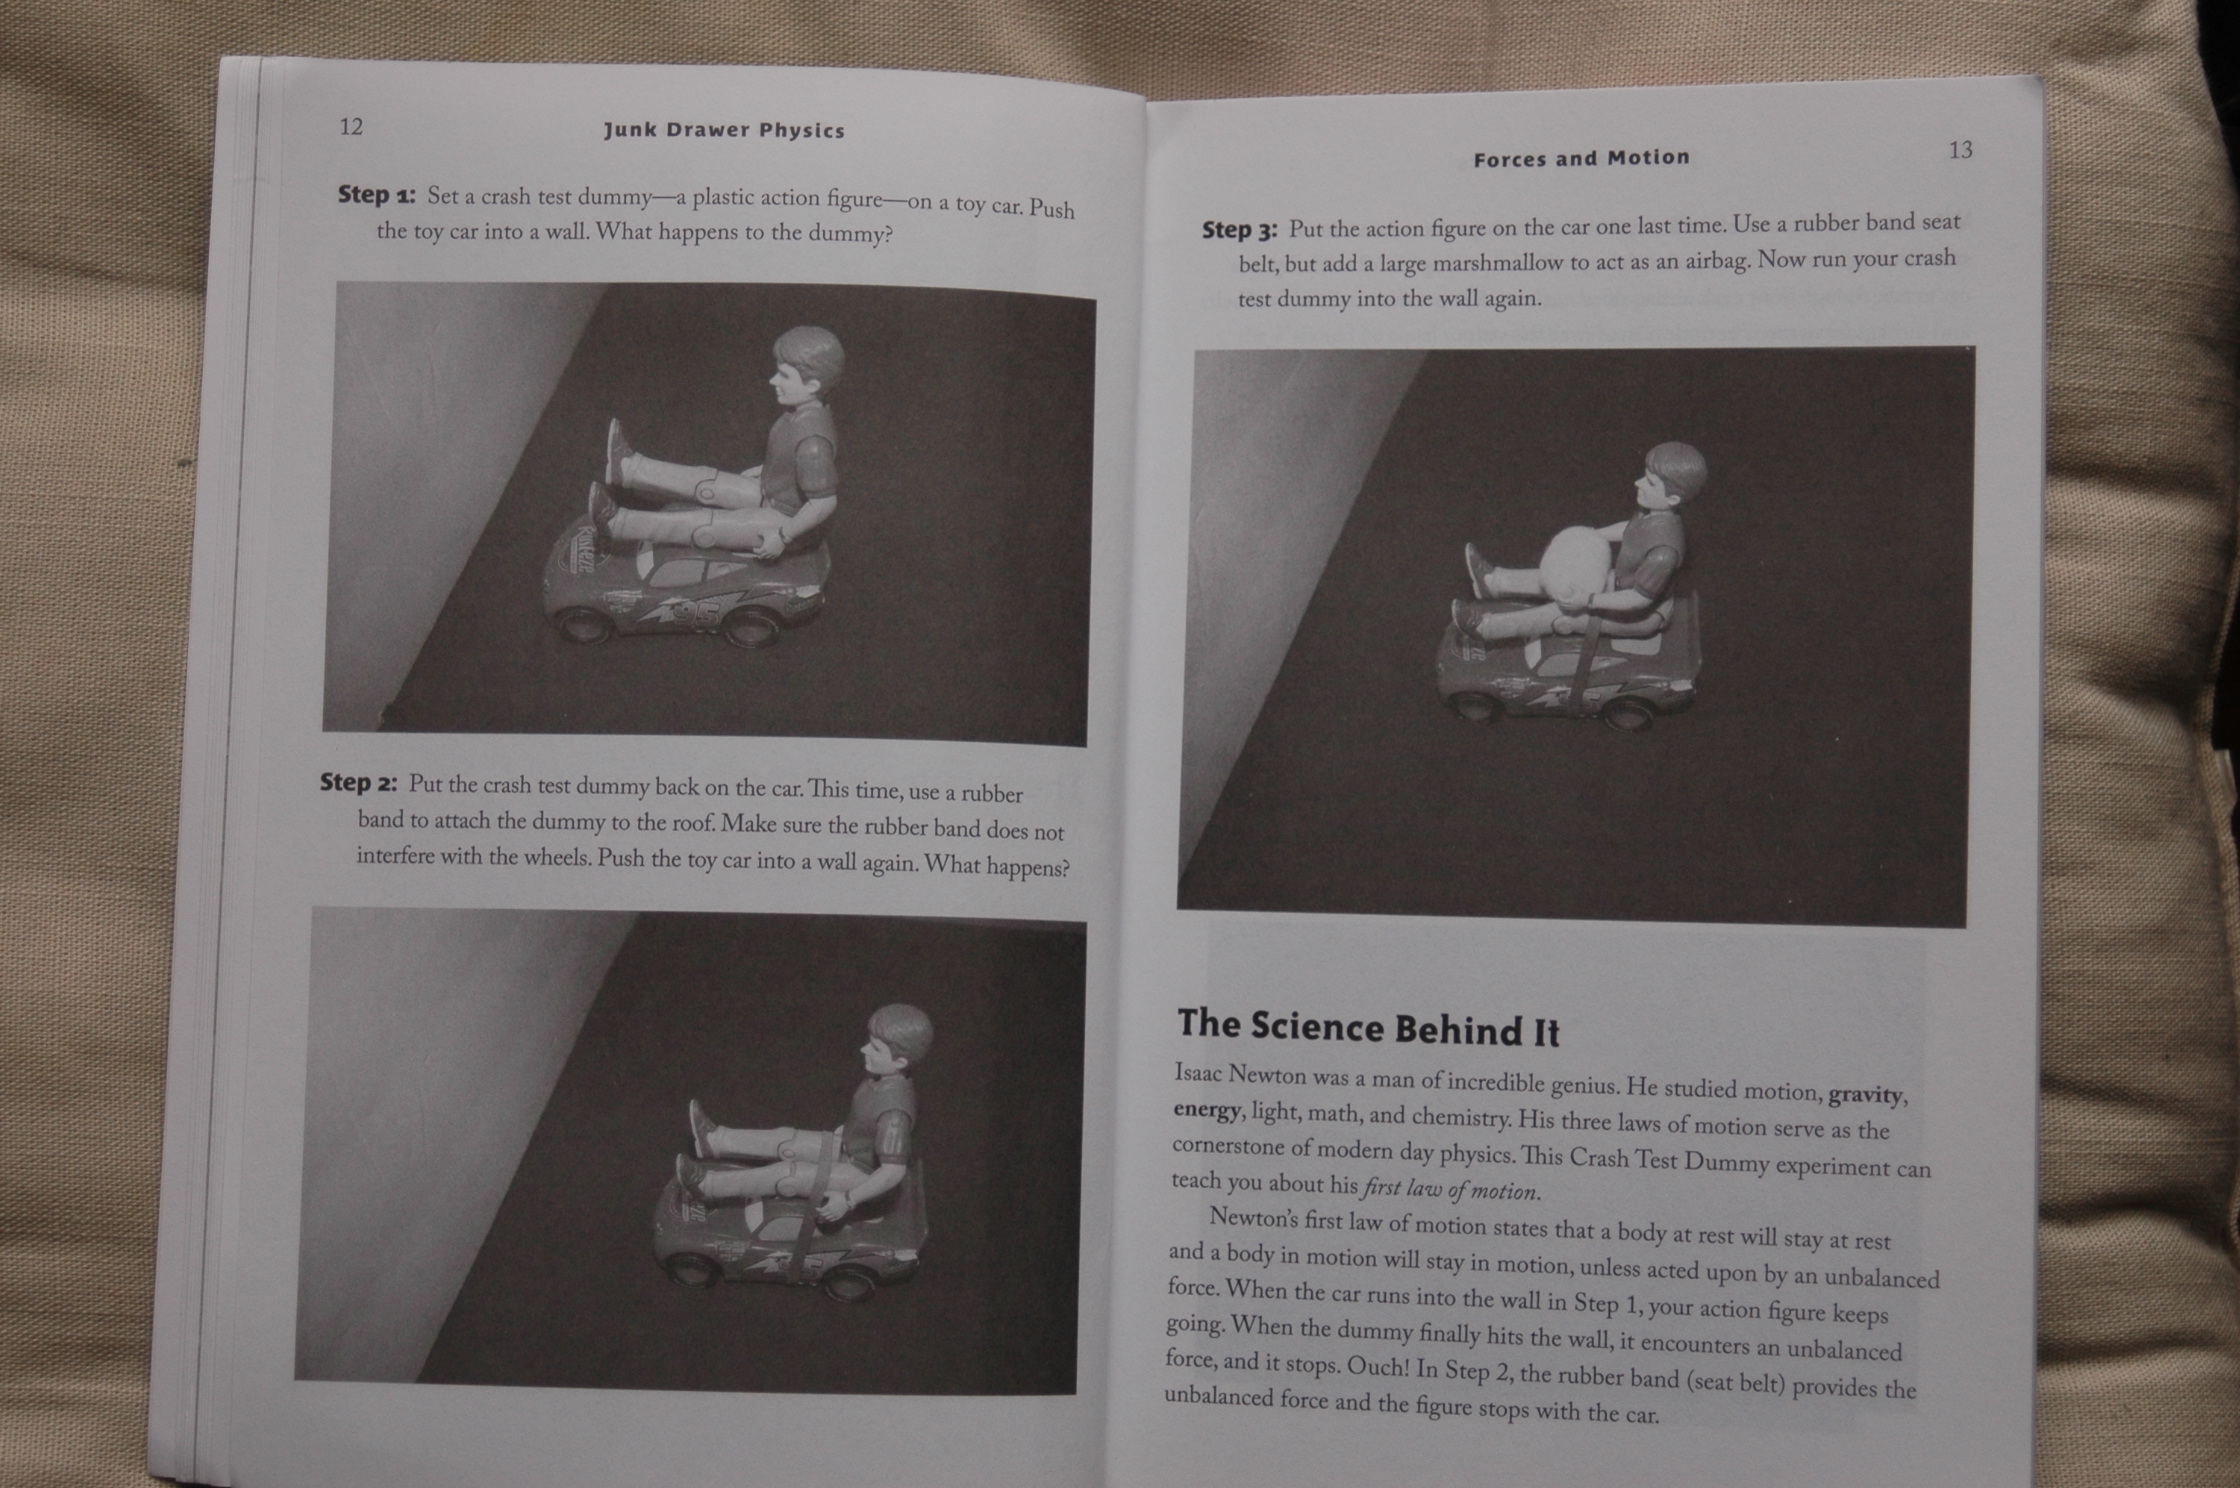 12
Junk Drawer Physics
Step 1: Set a crash test dummy—a plastic action figure—on a toy car. Push
the toy car into a wall. What happens to the dummy?
95
Step 2: Put the crash test dummy back on the car. This time, use a rubber
band to attach the dummy to the roof. Make sure the rubber band does not
interfere with the wheels. Push the toy car into a wall again. What happens?
Forces and Motion
13
Step 3: Put the action figure on the car one last time. Use a rubber band seat
belt, but add a large marshmallow to act as an airbag. Now run your crash
test dummy into the wall again.
The Science Behind It
Isaac Newton was a man of incredible genius. He studied motion, gravity,
energy, light, math, and chemistry. His three laws of motion serve as the
cornerstone of modern day physics. This Crash Test Dummy experiment can
teach you about his first law of motion.
Newton's first law of motion states that a body at rest will stay at rest
and a body in motion will stay in motion, unless acted upon by an unbalanced
force. When the car runs into the wall in Step 1, your action figure keeps
going. When the dummy finally hits the wall, it encounters an unbalanced
force, and it stops. Ouch! In Step 2, the rubber band (seat belt) provides the
unbalanced force and the figure stops with the car.